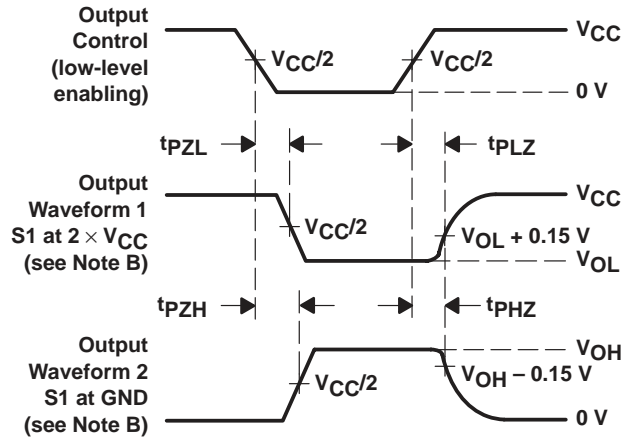 Output
Control
(low-level
enabling)
VCC/2
VCC/2
VCC
0 V
tPZL
tPLZ
Output
Waveform 1
S1 at 2 × VCC
(see Note B)
VCC/2
VCC
VOL + 0.15 V
VOL
tPZH
tPHZ
Output
Waveform 2
S1 at GND
(see Note B)
VCC/2
VOH
VOH – 0.15 V
0 V